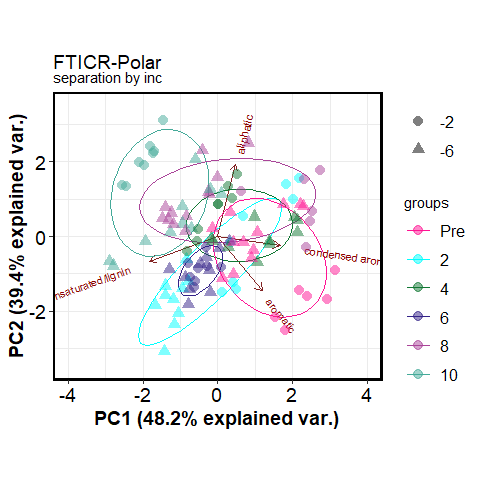 FTICR-Polar
separation by inc
PC2 (39.4% explained var.)
2
0
-2
aliphatic
condensed aron
nsaturated lignin
aromatic
-4
-2
0
2
4
PC1 (48.2% explained var.)
-2
-6
groups
Pre
2
4
6
8
10